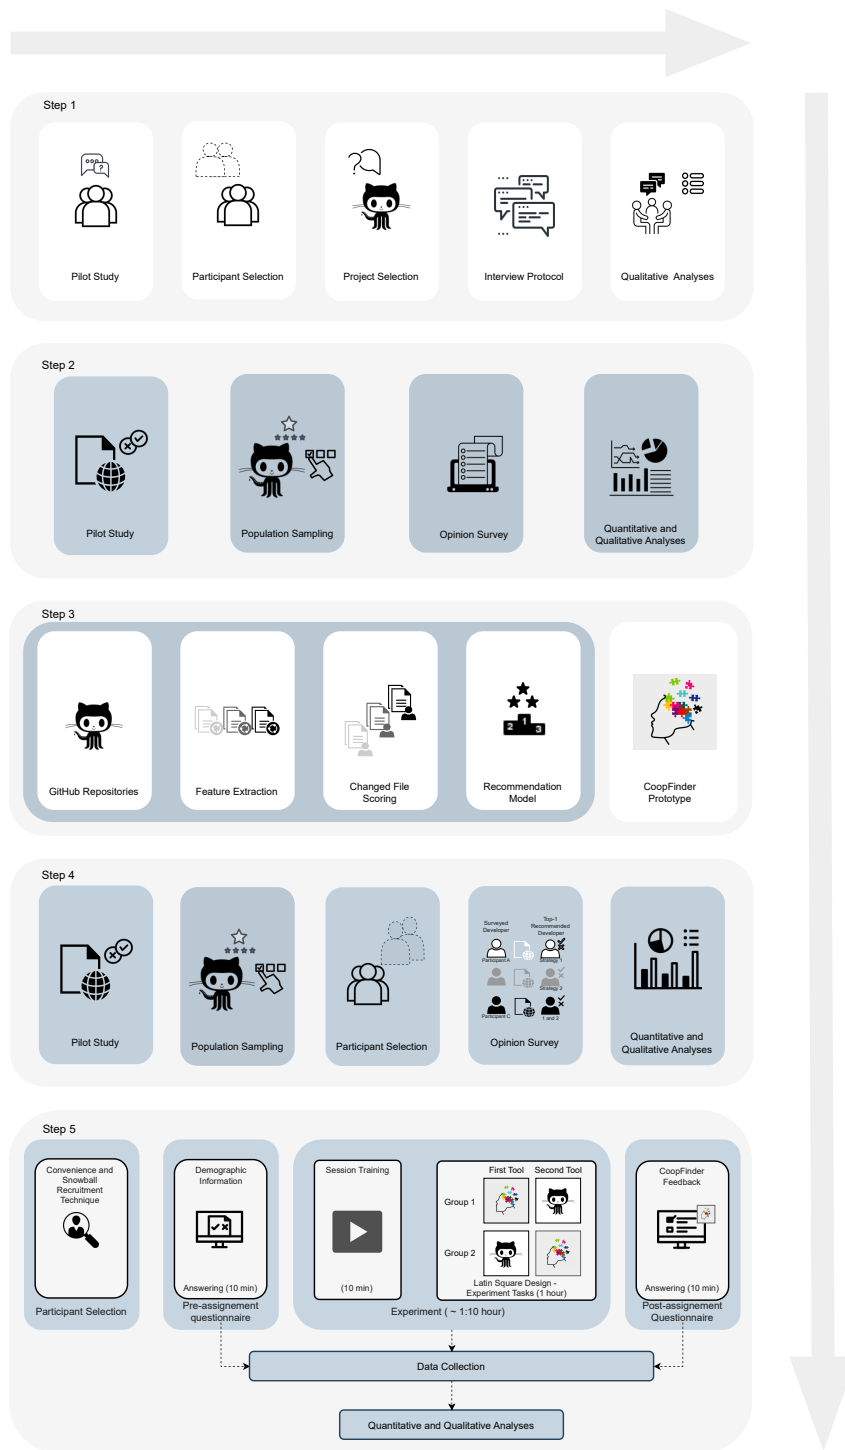 Step 1
Pilot Study
Participant Selection
Project Selection
Interview Protocol
Qualitative Analyses
Step 2
Pilot Study
Population Sampling
Opinion Survey
Quantitative and
Qualitative Analyses
Step 3
GitHub Repositories
Feature Extraction
Changed File
Scoring
Recommendation
Model
CoopFinder
Prototype
Step 4
Pilot Study
Population Sampling
Participant Selection
Surveyed
Developer
Top-1
Recommended
Developer
Participant A
Strategy 1
Strategy 2
Participant C
1 and 2
Opinion Survey
Quantitative and
Qualitative Analyses
Step 5
Convenience and
Snowball
Recruitment
Technique
Participant Selection
Demographic
Information
Answering (10 min)
Pre-assignement
questionnaire
Session Training
(10 min)
First Tool
Second Tool
Group 1
Group 2
Latin Square Design -
Experiment Tasks (1 hour)
Experiment ( ~ 1:10 hour)
CoopFinder
Feedback
Answering (10 min)
Post-assignement
Questionnaire
Data Collection
Quantitative and Qualitative Analyses